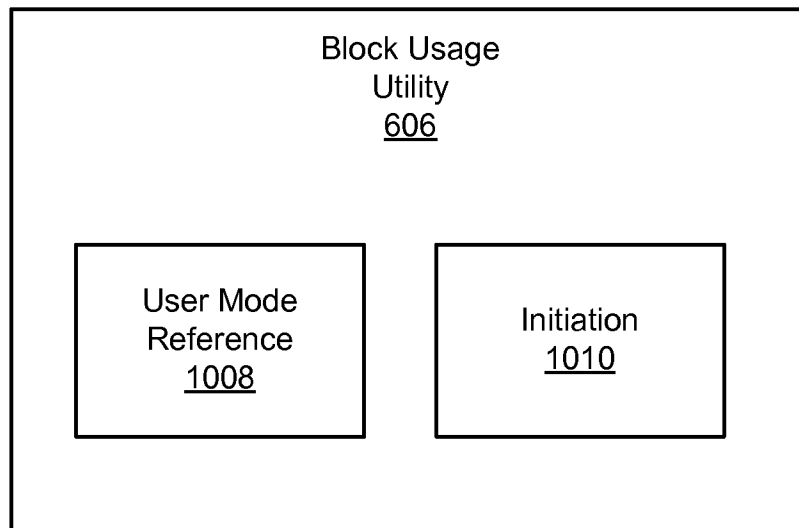 Block Usage
Utility
606
User Mode
Reference
1008
Initiation
1010